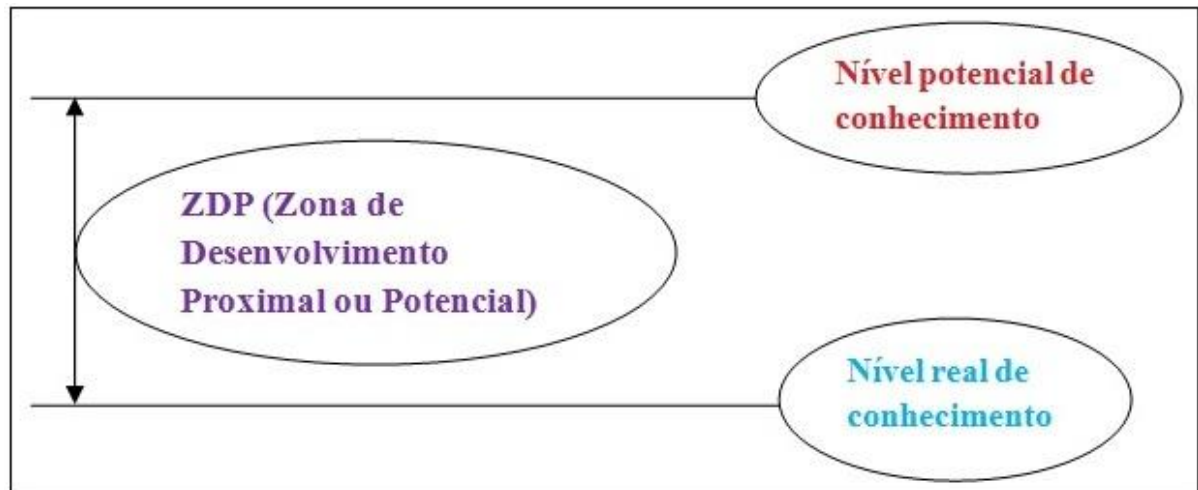 Nível potencial de
conhecimento
ZDP (Zona de
Desenvolvimento
Proximal ou Potencial)
Nível real de
conhecimento